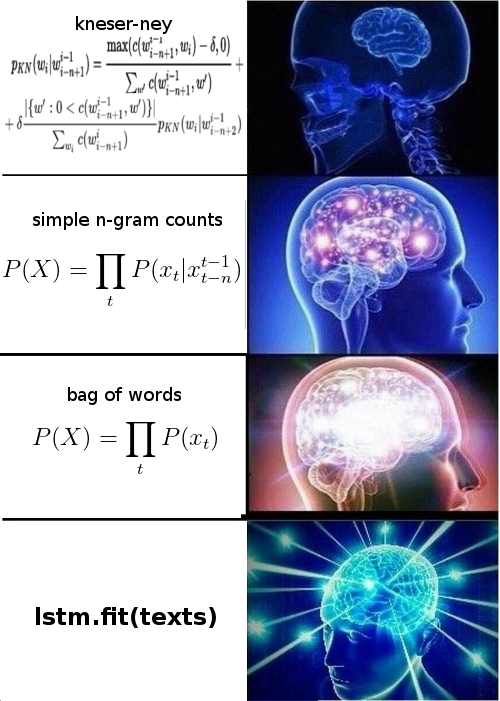 kneser-ney
p_{KN}(w_i|w_{i-n+1}^{i-1}) = \frac{max(c(w_{i-n+1}^{i-1}, w_i) − δ, 0)}{\sum_{w'} c(w_{i-n+1}^{i-1}, w')} +
+ δ \frac{|\{w' : 0 < c(w_{i-n+1}^{i-1}, w')\}|}{\sum_{w_i} c(w_{i-n+1}^{i})} p_{KN}(w_i|w_{i-n+2}^{i-1})
simple n-gram counts
P(X) = \prod_t P(x_t|x_{t-n}^{t-1})
bag of words
P(X) = \prod_t P(x_t)
lstm.fit(texts)